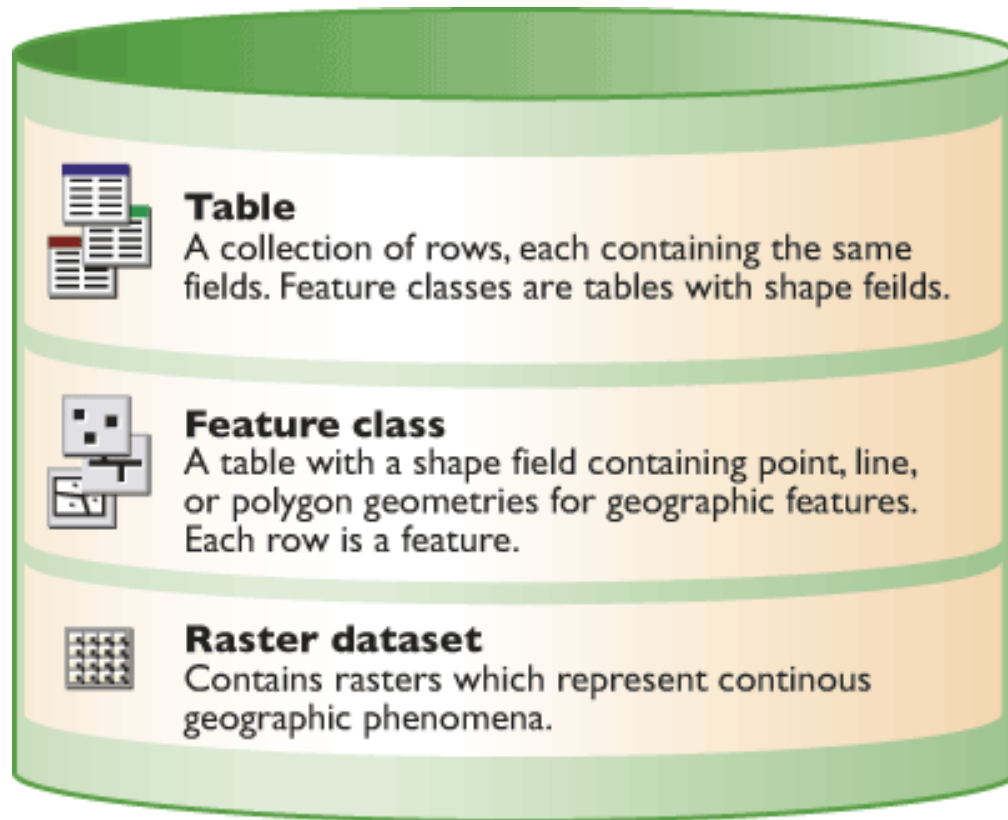 Table
A collection of rows, each containing the same
fields. Feature classes are tables with shape feilds.
Feature class
A table with a shape field containing point, line,
or polygon geometries for geographic features.
Each row is a feature.
Raster dataset
Contains rasters which represent continous
geographic phenomena.